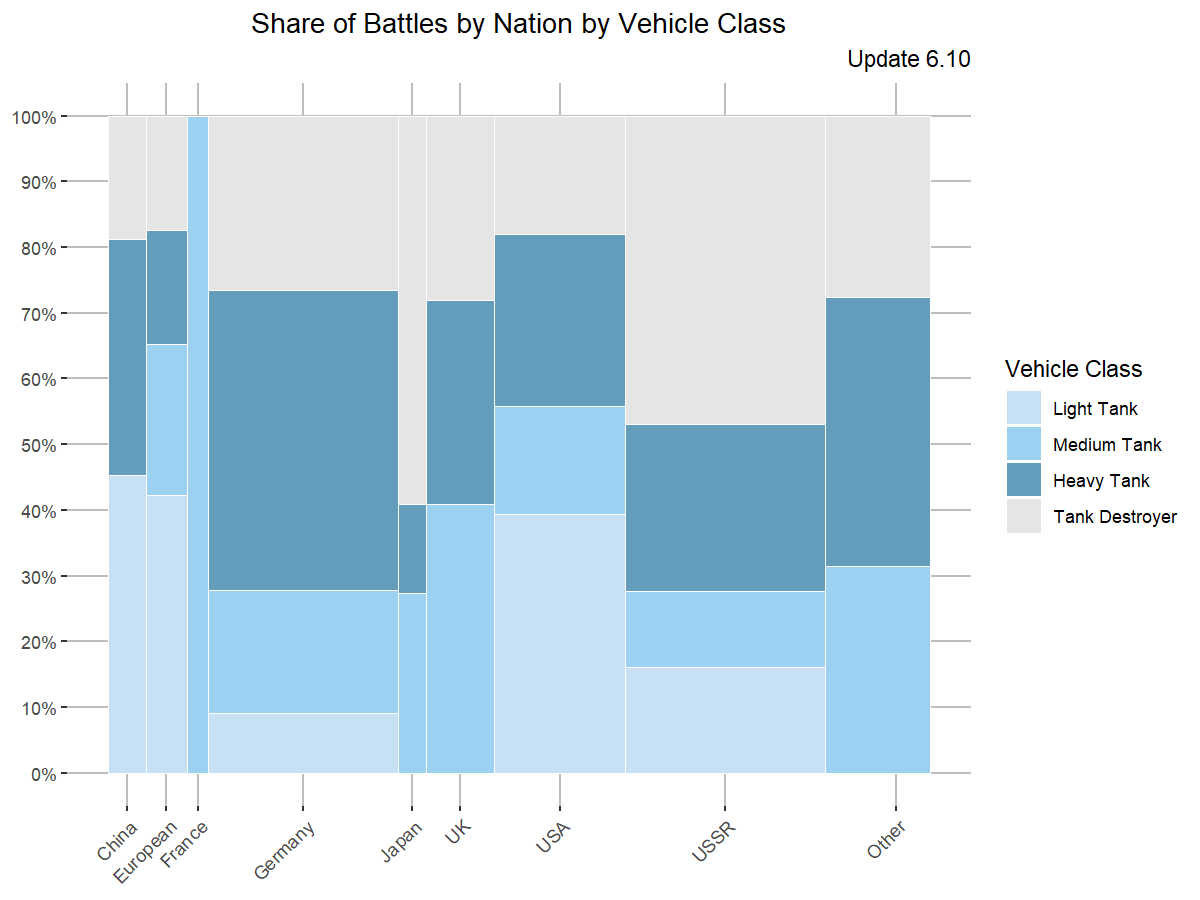 Share of Battles by Nation by Vehicle Class
Update 6.10
100%
90%
80%
70%
60%
50%
40%
30%
20%
10%
0%
China
European
France
Germany
Japan
UK
USA
USSR
Other
Vehicle Class
Light Tank
Medium Tank
Heavy Tank
Tank Destroyer